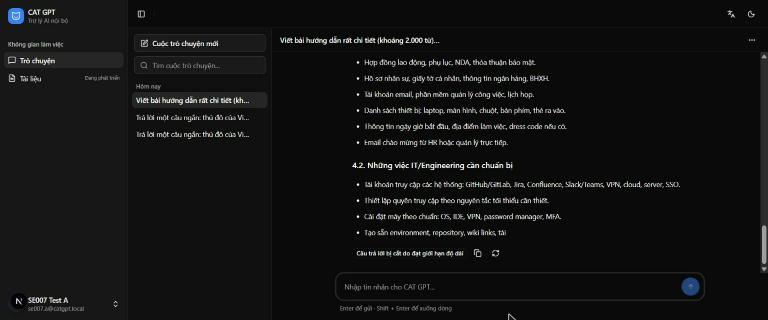 CAT GPT
Trợ lý AI nội bộ
Không gian làm việc
Trò chuyện
Tài liệu
Đang phát triển
SE007 Test A
se007.a@catgpt.local
Cuộc trò chuyện mới
Tìm cuộc trò chuyện...
Hôm nay
Viết bài hướng dẫn rất chi tiết (kh...
Trả lời một câu ngắn: thủ đô của Vi...
Trả lời một câu ngắn: thủ đô của Vi...
Viết bài hướng dẫn rất chi tiết (khoảng 2.000 từ)...
• Hợp đồng lao động, phụ lục, NDA, thỏa thuận bảo mật.
• Hồ sơ nhân sự, giấy tờ cá nhân, thông tin ngân hàng, BHXH.
• Tài khoản email, phần mềm quản lý công việc, lịch họp.
• Danh sách thiết bị: laptop, màn hình, chuột, bàn phím, thẻ ra vào.
• Thông tin ngày giờ bắt đầu, địa điểm làm việc, dress code nếu có.
• Email chào mừng từ HR hoặc quản lý trực tiếp.
4.2. Những việc IT/Engineering cần chuẩn bị
• Tài khoản truy cập các hệ thống: GitHub/GitLab, Jira, Confluence, Slack/Teams, VPN, cloud, server, SSO.
• Thiết lập quyền truy cập theo nguyên tắc tối thiểu cần thiết.
• Cài đặt máy theo chuẩn: OS, IDE, VPN, password manager, MFA.
• Tạo sẵn environment, repository, wiki links, tài
Câu trả lời bị cắt do đạt giới hạn độ dài
Nhập tin nhắn cho CAT GPT...
Enter để gửi · Shift + Enter để xuống dòng